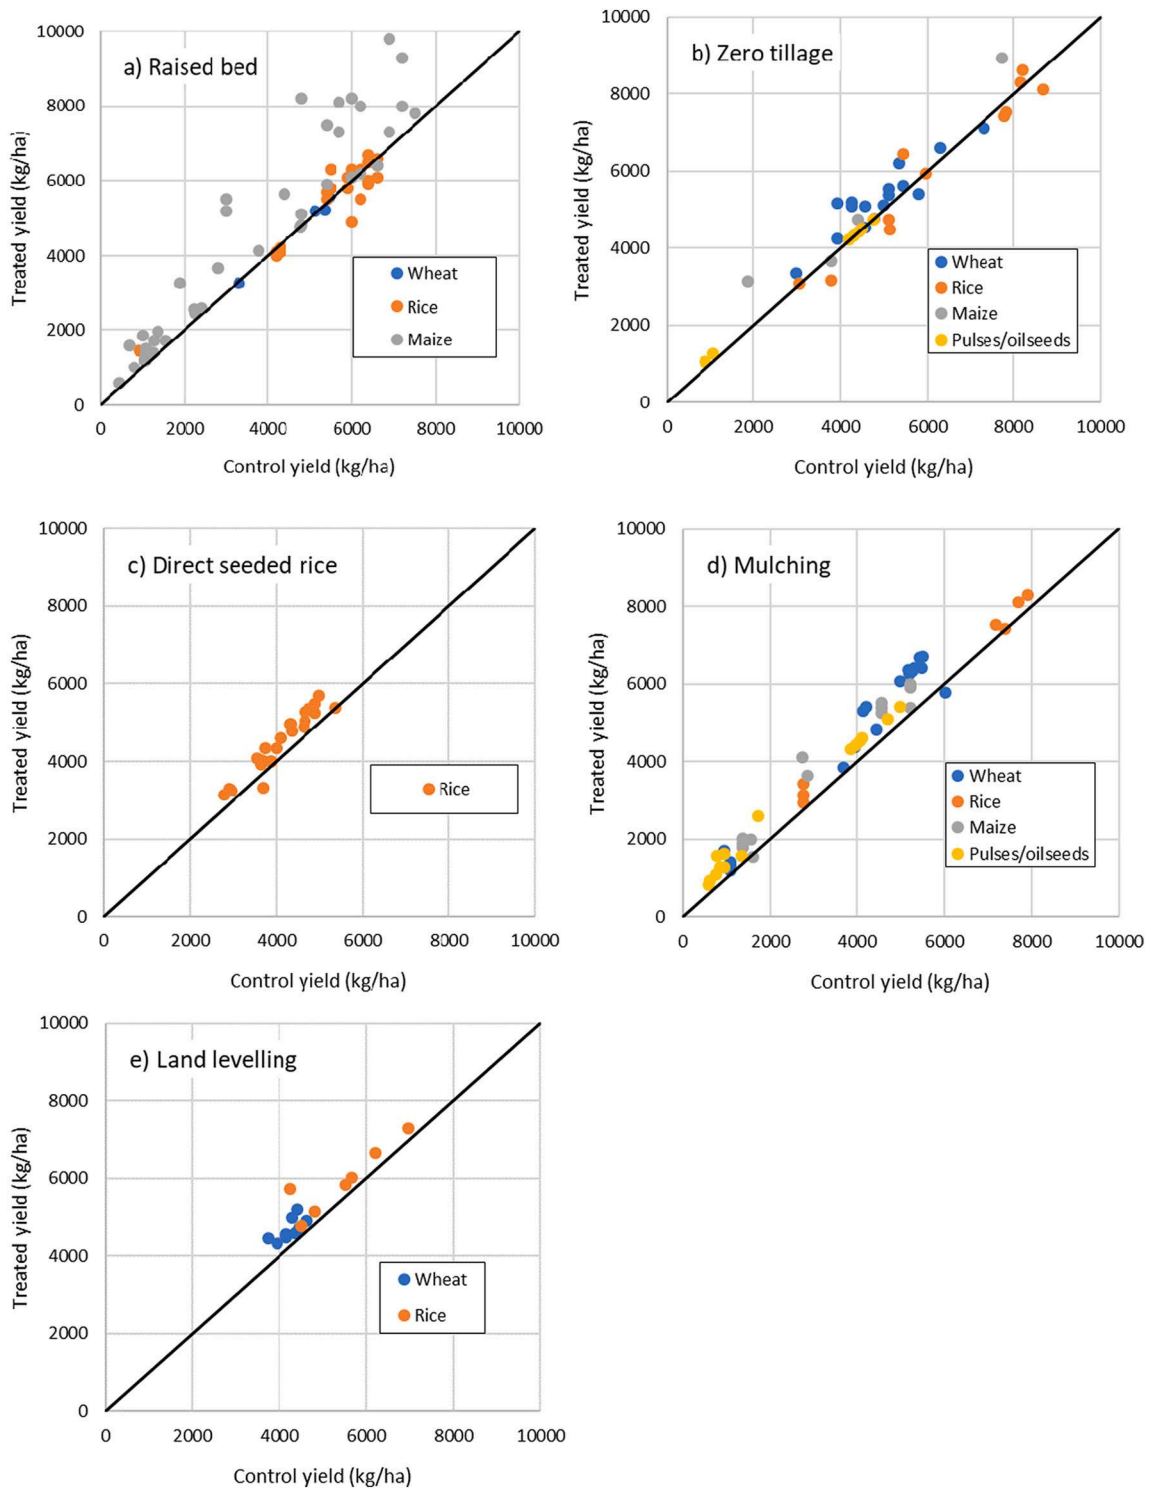 a) Raised bed
Treated yield (kg/ha)
10000
8000
6000
4000
2000
0
Wheat
Rice
Maize
0 2000 4000 6000 8000 10000
Control yield (kg/ha)
b) Zero tillage
Treated yield (kg/ha)
10000
8000
6000
4000
2000
0
Wheat
Rice
Maize
Pulses/oilseeds
0 2000 4000 6000 8000 10000
Control yield (kg/ha)
c) Direct seeded rice
Treated yield (kg/ha)
10000
8000
6000
4000
2000
0
Rice
0 2000 4000 6000 8000 10000
Control yield (kg/ha)
d) Mulching
Treated yield (kg/ha)
10000
8000
6000
4000
2000
0
Wheat
Rice
Maize
Pulses/oilseeds
0 2000 4000 6000 8000 10000
Control yield (kg/ha)
e) Land levelling
Treated yield (kg/ha)
10000
8000
6000
4000
2000
0
Wheat
Rice
0 2000 4000 6000 8000 10000
Control yield (kg/ha)